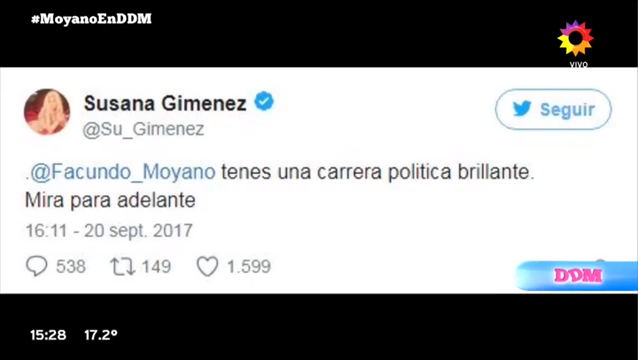 #MoyanoEnDDM
VIVO
Susana Gimenez
Seguir
@Su_Gimenez
.@Facundo_Moyano tenes una carrera politica brillante.
Mira para adelante
16:11 - 20 sept. 2017
538 149 1.599
DDM
15:28 17.2°